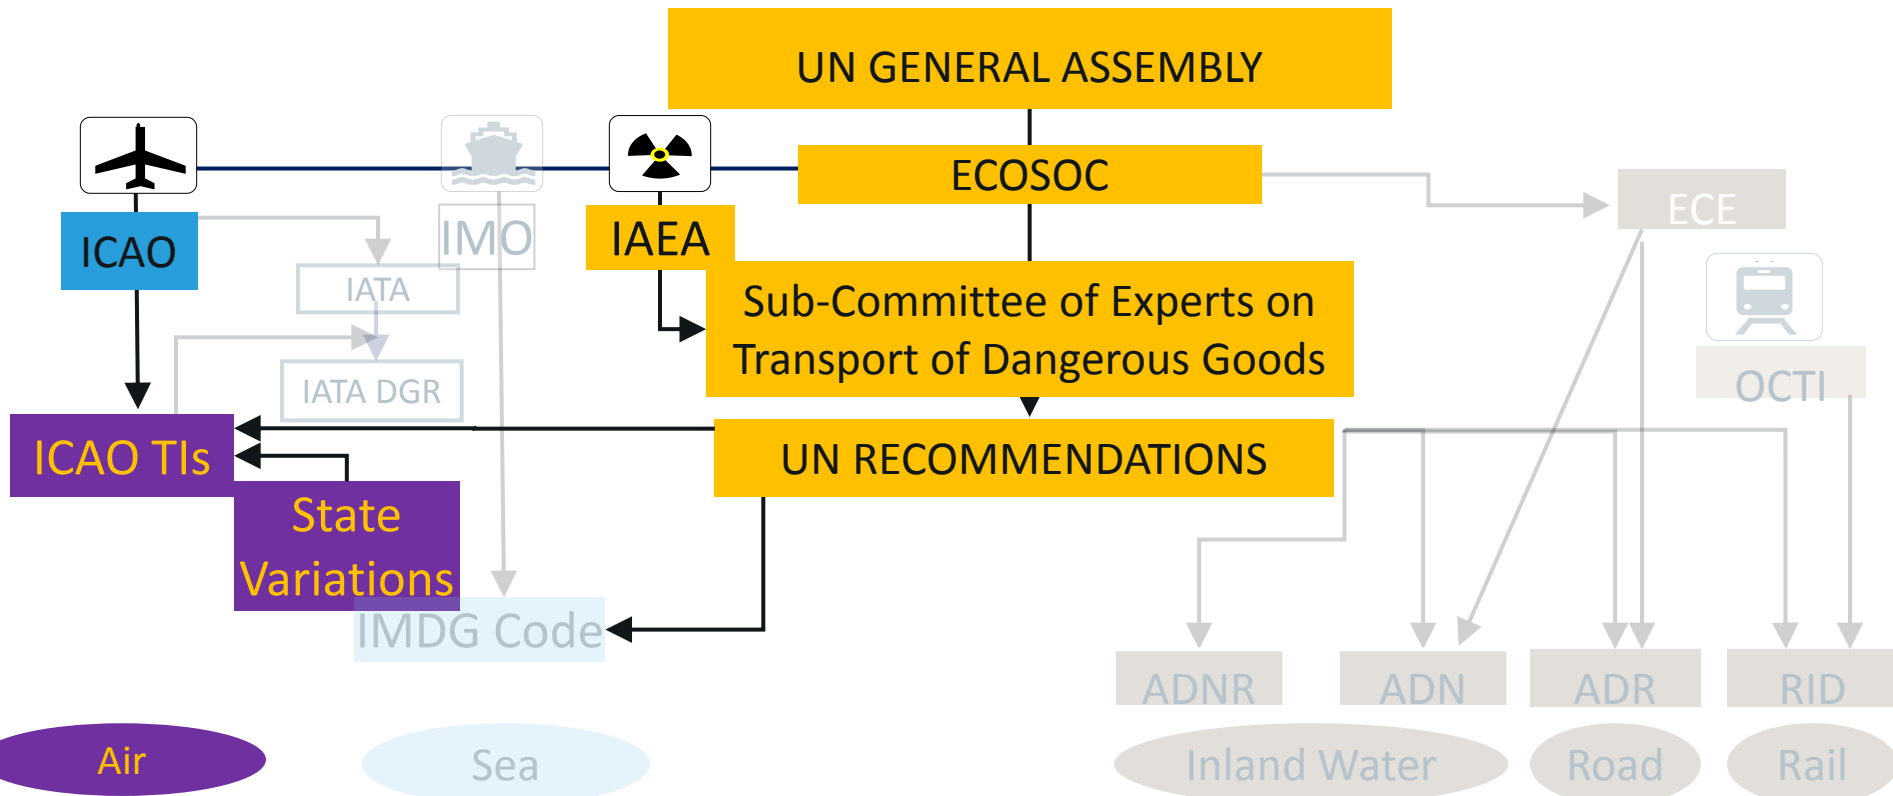 UN GENERAL ASSEMBLY
ECOSOC
ECE
ICAO
IMO
IAEA
IATA
Sub-Committee of Experts on
Transport of Dangerous Goods
IATA DGR
OCTI
ICAO TIs
UN RECOMMENDATIONS
State
Variations
IMDG Code
ADNR
ADN
ADR
RID
Air
Sea
Inland Water
Road
Rail